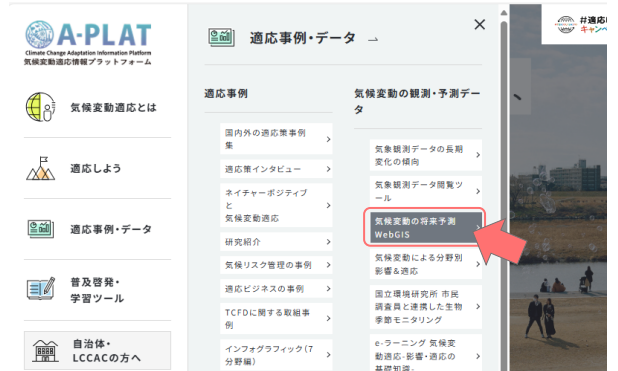 A-PLAT
Climate Change Adaptation Information Platform
気候変動適応情報プラットフォーム
気候変動適応とは
適応しよう
適応事例・データ
普及啓発・
学習ツール
自治体・
LCCACの方へ
適応事例・データ
適応事例
国内外の適応策事例
集
適応策インタビュー
ネイチャーポジティブ
と
気候変動適応
研究紹介
気候リスク管理の事例
適応ビジネスの事例
TCFDに関する取組事
例
インフォグラフィック(7
分野編)
気候変動の観測・予測デー
タ
気象観測データの長期
変化の傾向
気象観測データ閲覧ツ
ール
気候変動の将来予測
WebGIS
気候変動による分野別
影響&適応
国立環境研究所 市民
調査員と連携した生物
季節モニタリング
e-ラーニング 気候変
動適応-影響・適応の
基礎知識-
#適応
キャンペ